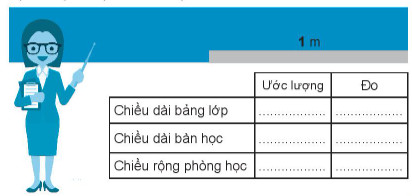 1 m
Ước lượng Đo
Chiều dài bảng lớp ................. .................
Chiều dài bàn học ................. .................
Chiều rộng phòng học ................. .................